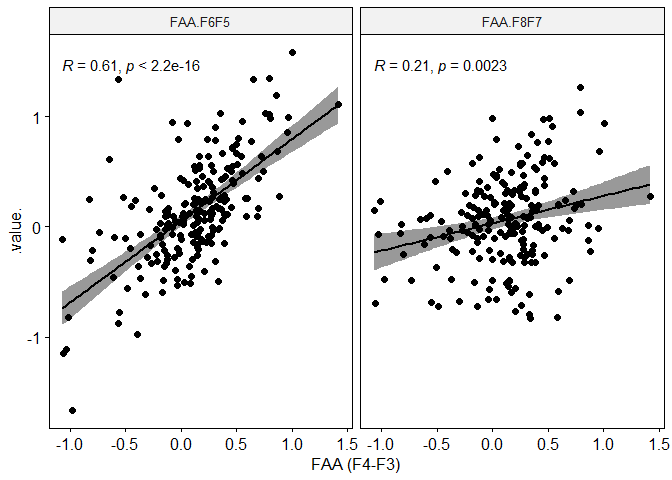 FAA.F6F5
FAA.F8F7
R = 0.61, p < 2.2e-16
R = 0.21, p = 0.0023
.value.
1
0
-1
-1.0 -0.5 0.0 0.5 1.0 1.5
-1.0 -0.5 0.0 0.5 1.0 1.5
FAA (F4-F3)